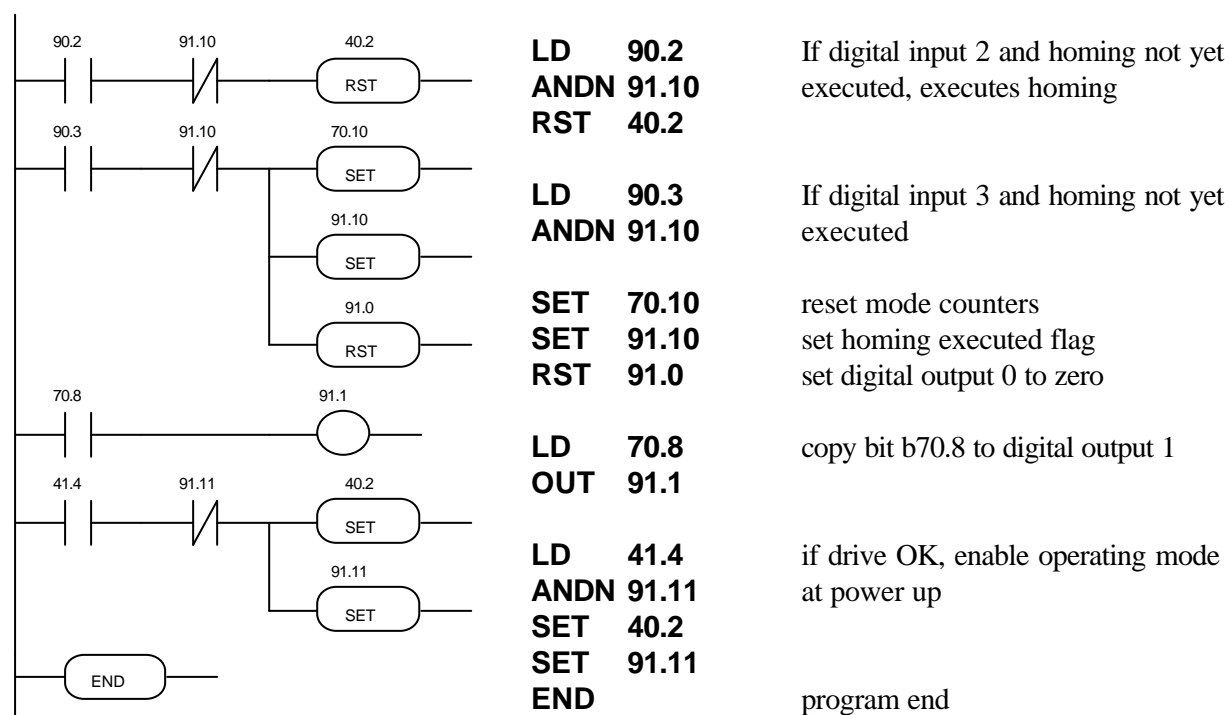 90.2 91.10 40.2
RST
90.3 91.10 70.10
SET
91.10
SET
91.0
RST
70.8 91.1
41.4 91.11 40.2
SET
91.11
SET
END
LD 90.2 If digital input 2 and homing not yet
ANDN 91.10 executed, executes homing
RST 40.2
LD 90.3 If digital input 3 and homing not yet
ANDN 91.10 executed
SET 70.10 reset mode counters
SET 91.10 set homing executed flag
RST 91.0 set digital output 0 to zero
LD 70.8 copy bit b70.8 to digital output 1
OUT 91.1
LD 41.4 if drive OK, enable operating mode
ANDN 91.11 at power up
SET 40.2
SET 91.11
END program end